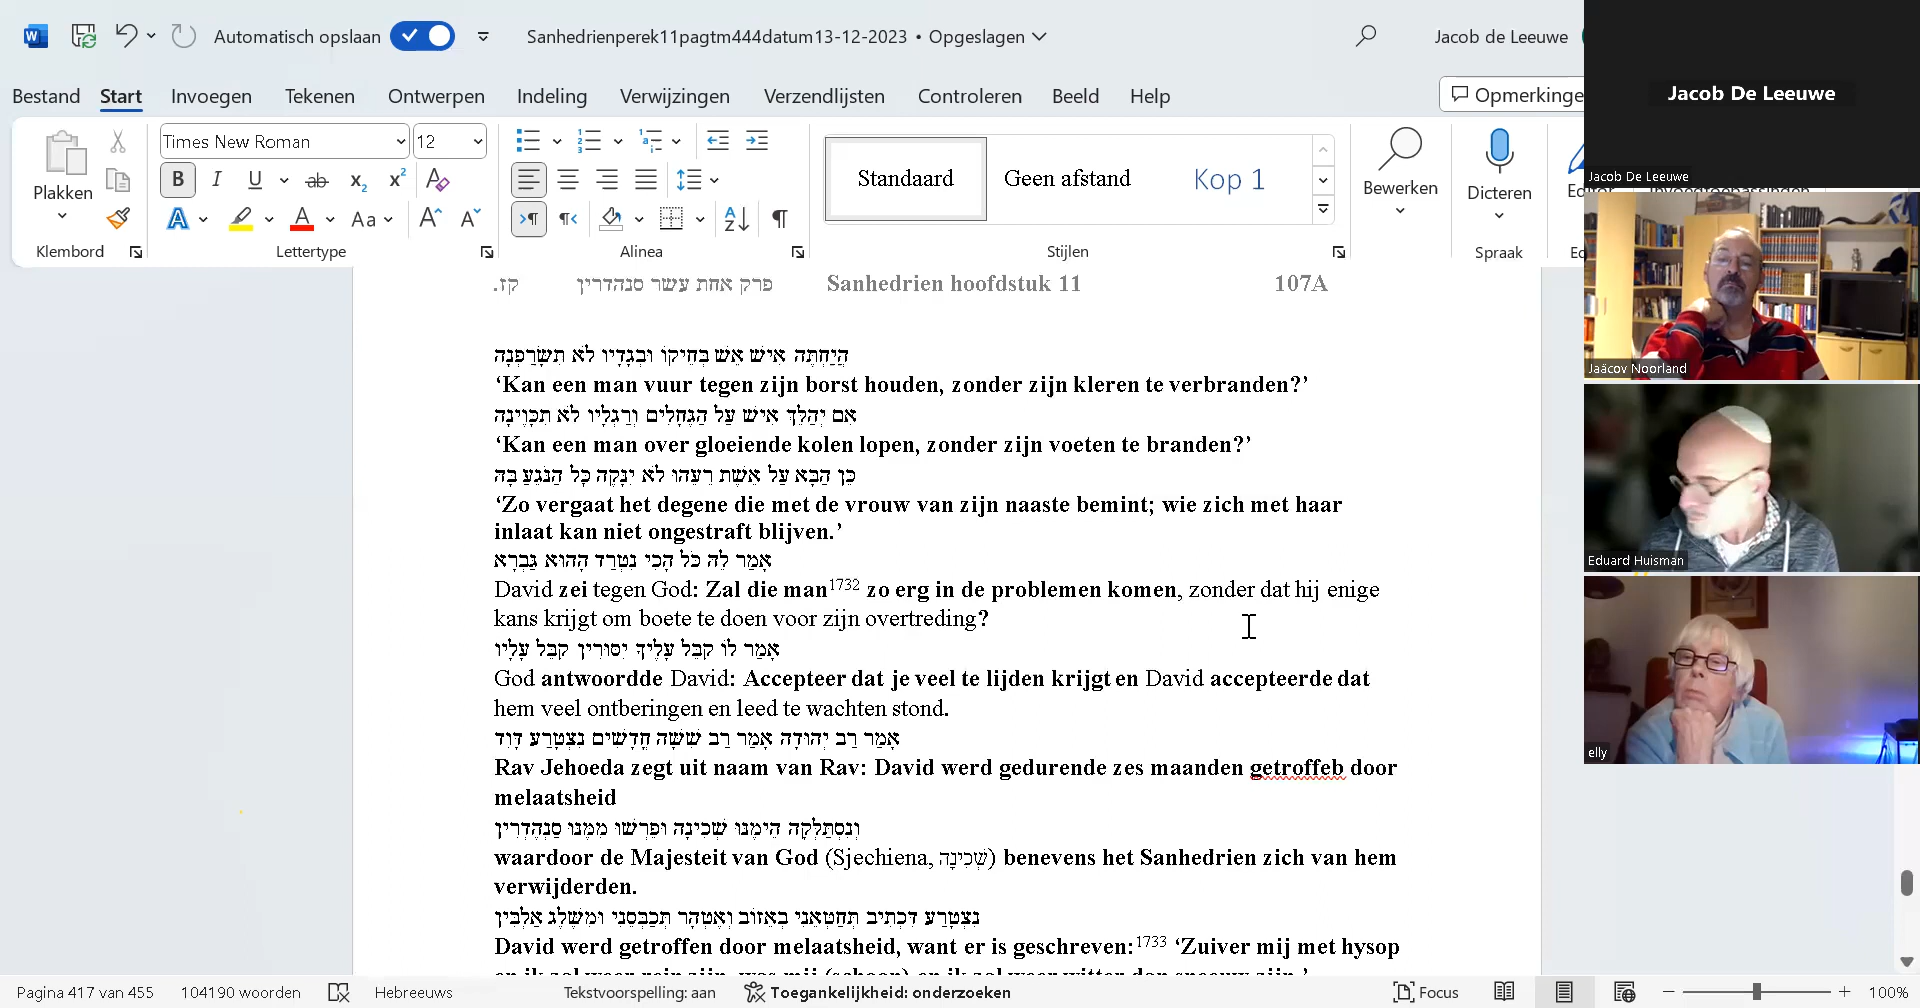 Automatisch opslaan
Sanhedrienperek11pagtm444datum13-12-2023 • Opgeslagen
Jacob de Leeuwe
Bestand Start Invoegen Tekenen Ontwerpen Indeling Verwijzingen Verzendlijsten Controleren Beeld Help
Opmerkinge
Plakken
Klembord
Times New Roman 12
Lettertype
Alinea
Standaard Geen afstand Kop 1
Stijlen
Bewerken
Dicteren
Spraak
Jacob De Leeuwe
Jacob De Leeuwe
Jaäcov Noorland
Eduard Huisman
elly
קז. פרק אחת עשר סנהדרין Sanhedrien hoofdstuk 11 107A
הֲיַחְתֶּה אִישׁ אֵשׁ בְּחֵיקוֹ וּבְגָדָיו לֹא תִשָּׂרַפְנָה
‘Kan een man vuur tegen zijn borst houden, zonder zijn kleren te verbranden?’
אִם יְהַלֵּךְ אִישׁ עַל הַגֶּחָלִים וְרַגְלָיו לֹא תִכָּוֶינָה
‘Kan een man over gloeiende kolen lopen, zonder zijn voeten te branden?’
כֵּן הַבָּא עַל אֵשֶׁת רֵעֵהוּ לֹא יִנָּקֶה כָּל הַנֹּגֵעַ בָּהּ
‘Zo vergaat het degene die met de vrouw van zijn naaste bemint; wie zich met haar
inlaat kan niet ongestraft blijven.’
אָמַר לֵהּ כֹּל הָכִי נִטְרַד הָהוּא גַּבְרָא
David zei tegen God: Zal die man1732 zo erg in de problemen komen, zonder dat hij enige
kans krijgt om boete te doen voor zijn overtreding?
אָמַר לוֹ קַבֵּל עָלֶיךָ יִסּוּרִין קִבֵּל עָלָיו
God antwoordde David: Accepteer dat je veel te lijden krijgt en David accepteerde dat
hem veel ontberingen en leed te wachten stond.
אָמַר רַב יְהוּדָה אָמַר רַב שִׁשָּׁה חֳדָשִׁים נִצְטָרַע דָּוִד
Rav Jehoeda zegt uit naam van Rav: David werd gedurende zes maanden getroffeb door
melaatsheid
וְנִסְתַּלְּקָה הֵימֶנּוּ שְׁכִינָה וּפֵרְשׁוּ מִמֶּנּוּ סַנְהֶדְרִין
waardoor de Majesteit van God (Sjechiena, שְׁכִינָה) benevens het Sanhedrien zich van hem
verwijderden.
נִצְטָרַע דִּכְתִיב תְּחַטְּאֵנִי בְאֵזוֹב וְאֶטְהָר תְּכַבְּסֵנִי וּמִשֶּׁלֶג אַלְבִּין
David werd getroffen door melaatsheid, want er is geschreven:1733 ‘Zuiver mij met hysop
Pagina 417 van 455 104190 woorden Hebreeuws Tekstvoorspelling: aan Toegankelijkheid: onderzoeken Focus 100%